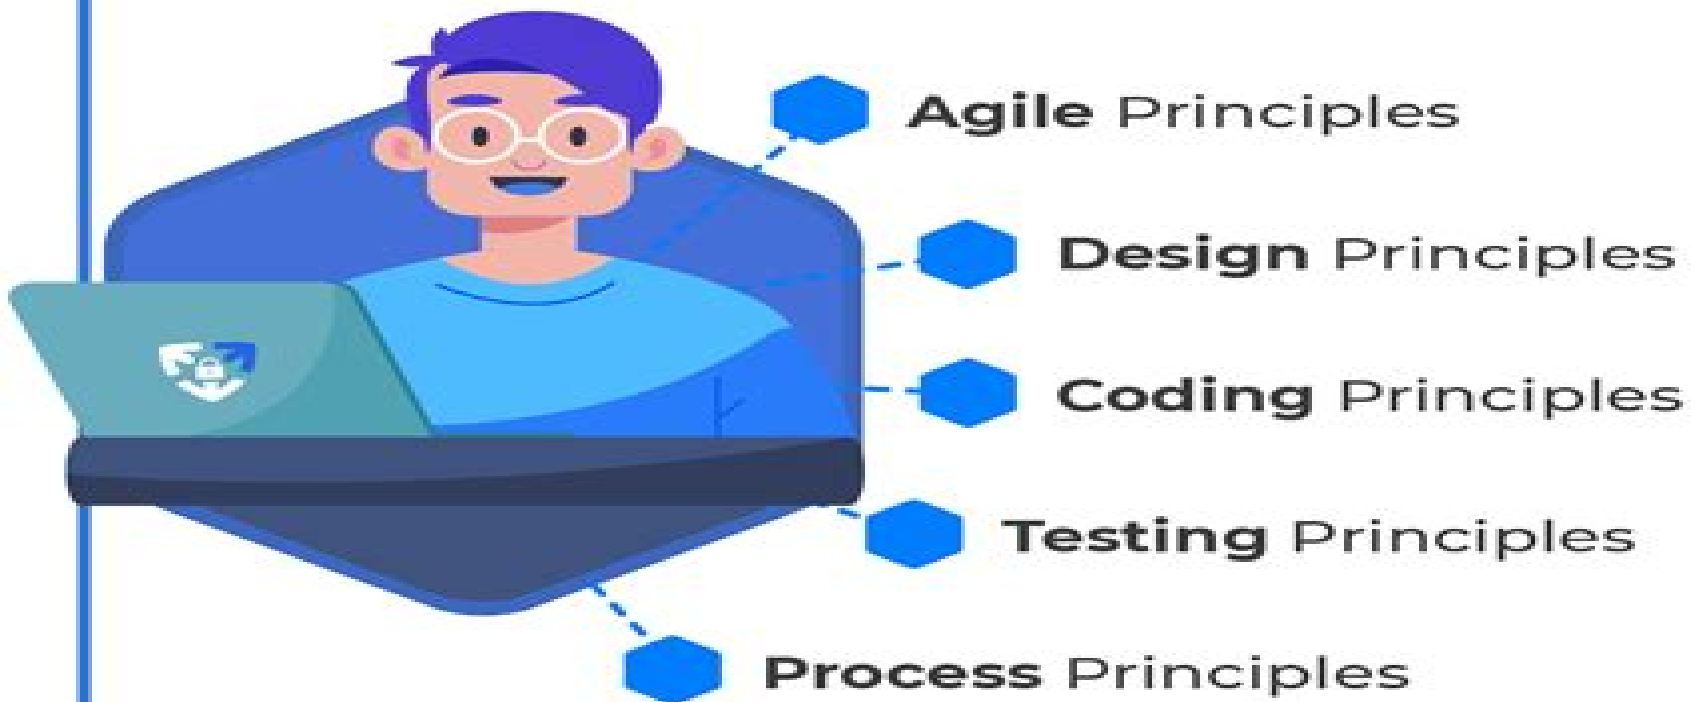 Agile Principles
Design Principles
Coding Principles
Testing Principles
Process Principles